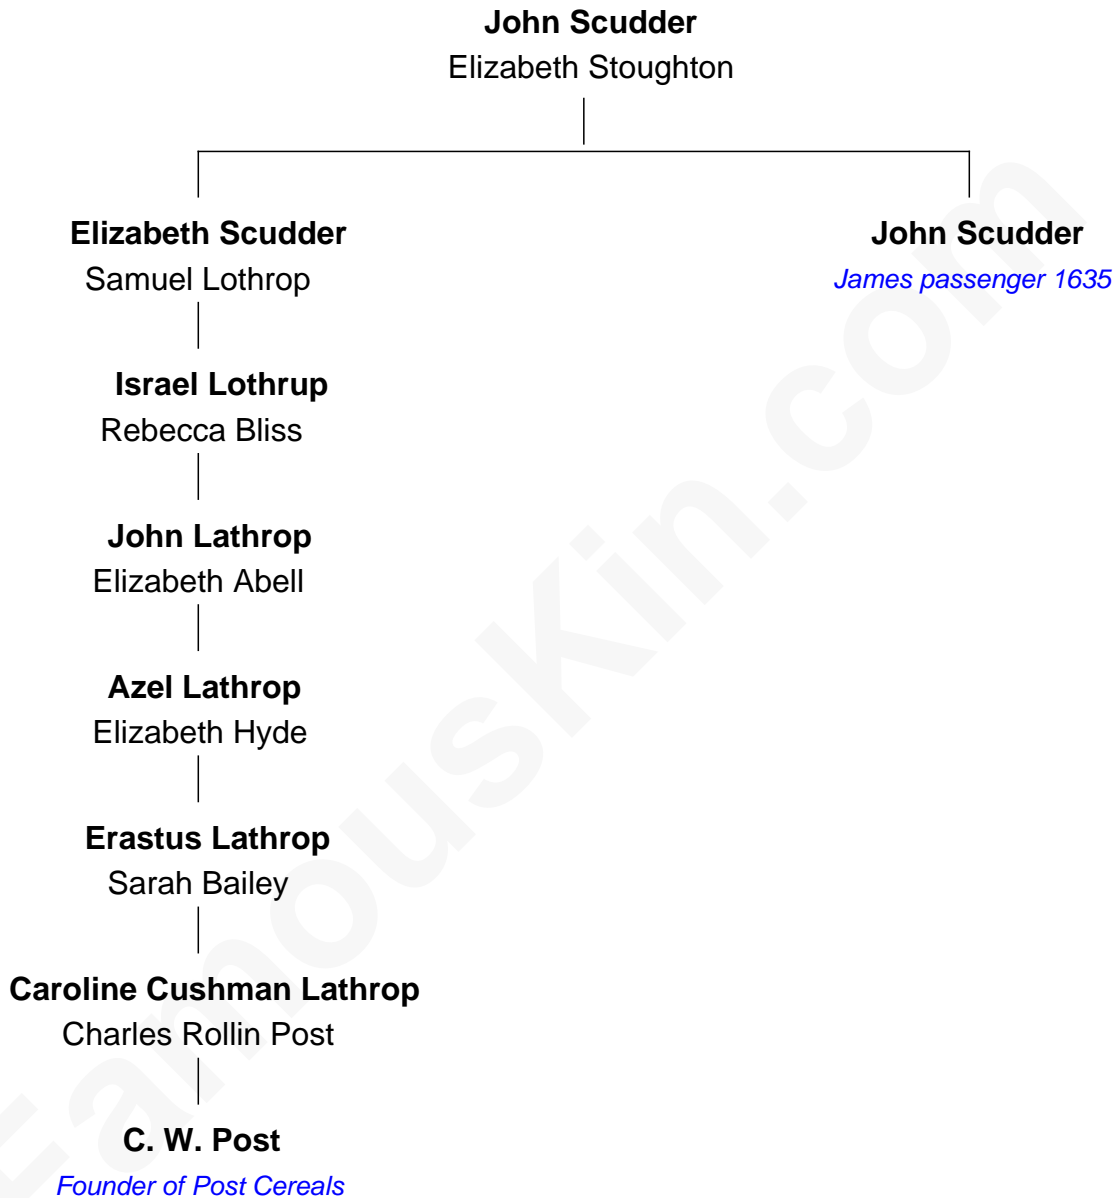 John Scudder
Elizabeth Stoughton
Elizabeth Scudder
Samuel Lothrop
John Scudder
James passenger 1635
Israel Lothrup
Rebecca Bliss
John Lathrop
Elizabeth Abell
Azel Lathrop
Elizabeth Hyde
Erastus Lathrop
Sarah Bailey
Caroline Cushman Lathrop
Charles Rollin Post
C. W. Post
Founder of Post Cereals
FamousKin.com